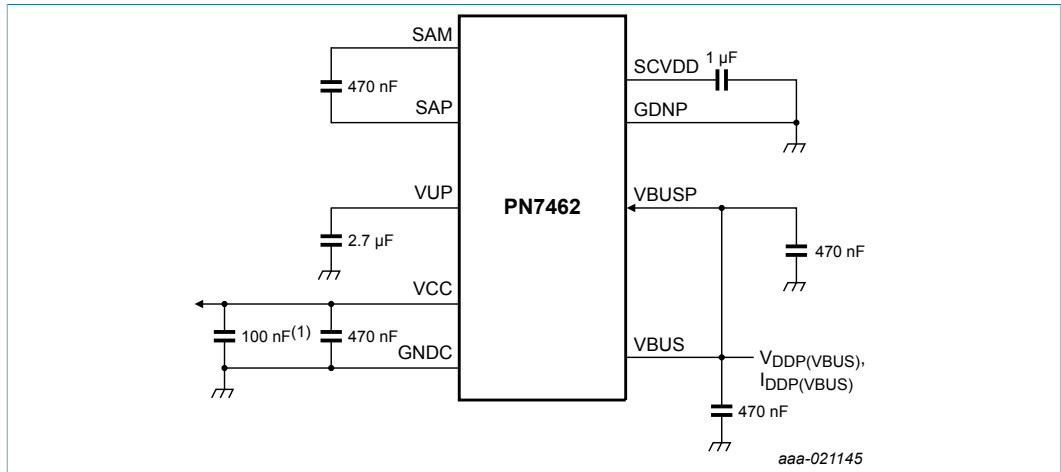 SAM
470 nF
SAP
VUP
2.7 µF
VCC
100 nF(1)
470 nF
GNDC
PN7462
SCVDD
1 µF
GDNP
VBUSP
470 nF
VBUS
VDDP(VBUS),
IDDP(VBUS)
470 nF
aaa-021145